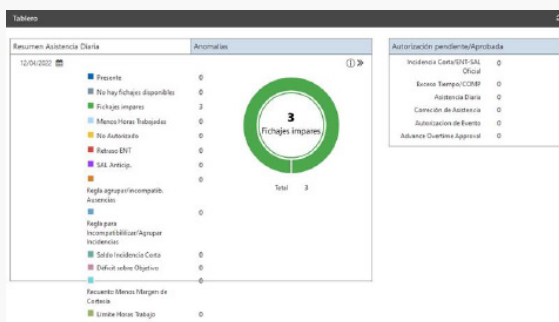 Tablero
Resumen Asistencia Diaria
Anomalías
12/04/2022
Presente 0
No hay fichajes disponibles 0
Fichajes impares 3
Menos Horas Trabajadas 0
No Autorizado 0
Retraso ENT 0
SAL Anticip. 0
0
Regla agrupar/incompatib.
Ausencias
0
Regla para
Incompatibilizar/Agrupar
Incidencias
Saldo Incidencia Corta 0
Déficit sobre Objetivo 0
0
Recuento Menos Margen de
Cortesía
Límite Horas Trabajo 0
3
Fichajes impares
Total 3
Autorización pendiente/Aprobada
Incidencia Corta/ENT-SAL 0
Oficial
Exceso Tiempo/COMP 0
Asistencia Diaria 0
Corrección de Asistencia 0
Autorizacion de Evento 0
Advance Overtime Approval 0